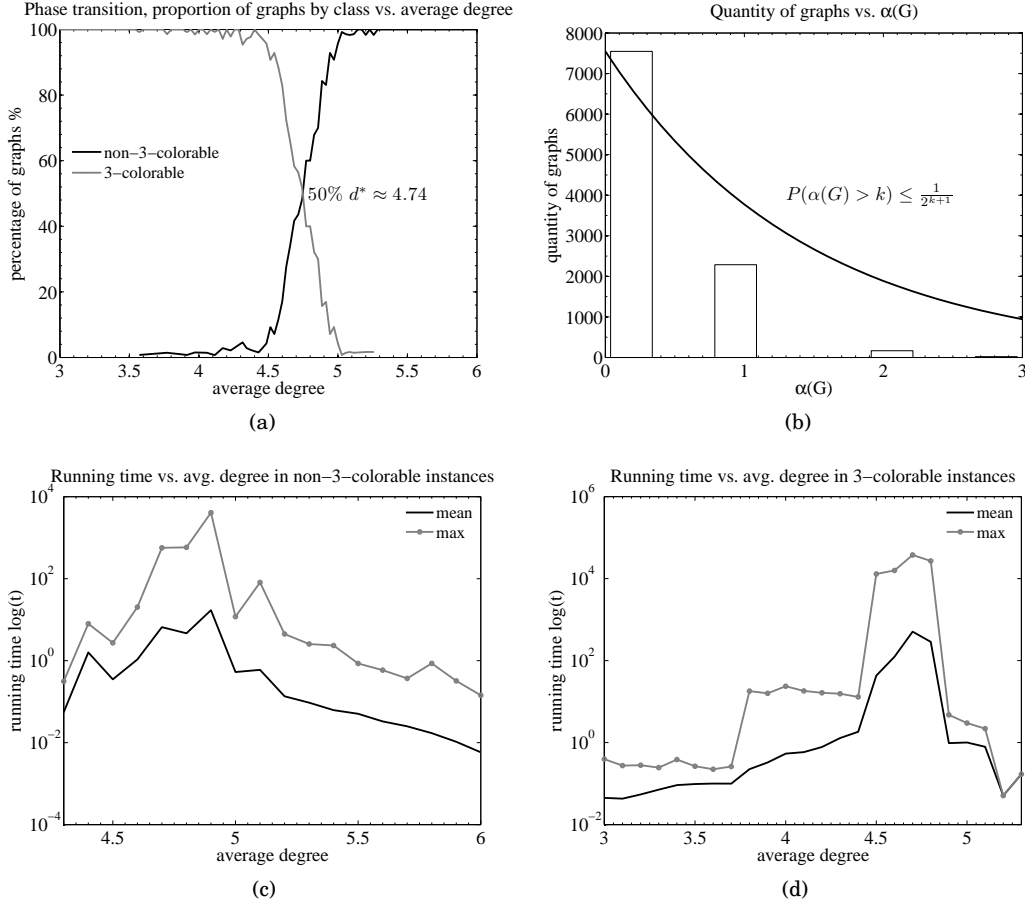 Phase transition, proportion of graphs by class vs. average degree
percentage of graphs %
100
80
60
40
20
0
non−3−colorable
3−colorable
50% d* ≈ 4.74
3 3.5 4 4.5 5 5.5 6
average degree
(a)
Quantity of graphs vs. α(G)
quantity of graphs
8000
7000
6000
5000
4000
3000
2000
1000
0
P(α(G) > k) ≤ 1/2^{k+1}
0 1 2 3
α(G)
(b)
Running time vs. avg. degree in non−3−colorable instances
running time log(t)
10^4
10^2
10^0
10^−2
10^−4
mean
max
4.5 5 5.5 6
average degree
(c)
Running time vs. avg. degree in 3−colorable instances
running time log(t)
10^6
10^4
10^2
10^0
10^−2
mean
max
3 3.5 4 4.5 5
average degree
(d)